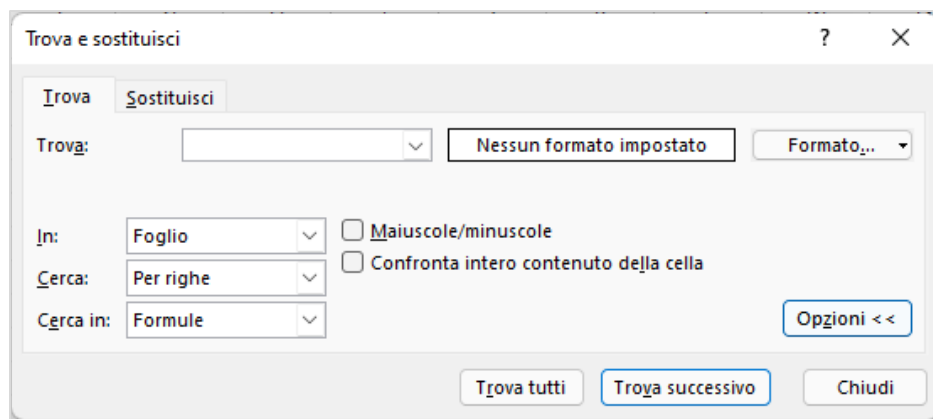 Trova e sostituisci ?
Trova Sostituisci
Trova: Nessun formato impostato Formato...
In: Foglio Maiuscole/minuscole
Confronta intero contenuto della cella
Cerca: Per righe
Cerca in: Formule
Opzioni <<
Trova tutti Trova successivo Chiudi